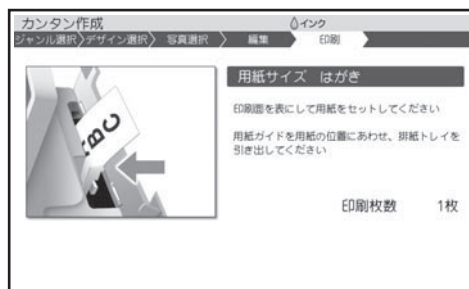 カンタン作成
インク
ジャンル選択〉デザイン選択〉 写真選択 〉 編集 〉 印刷
用紙サイズ はがき
印刷面を表にして用紙をセットしてください
用紙ガイドを用紙の位置にあわせ、排紙トレイを
引き出してください
ABC
印刷枚数 1枚